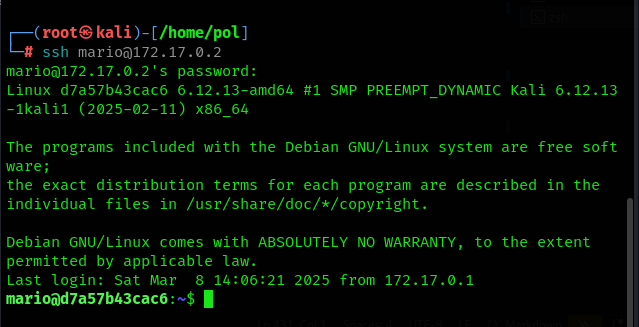 ┌──(root㉿kali)-[/home/pol]
└─# ssh mario@172.17.0.2
mario@172.17.0.2's password:
Linux d7a57b43cac6 6.12.13-amd64 #1 SMP PREEMPT_DYNAMIC Kali 6.12.13
-1kali1 (2025-02-11) x86_64

The programs included with the Debian GNU/Linux system are free soft
ware;
the exact distribution terms for each program are described in the
individual files in /usr/share/doc/*/copyright.

Debian GNU/Linux comes with ABSOLUTELY NO WARRANTY, to the extent
permitted by applicable law.
Last login: Sat Mar  8 14:06:21 2025 from 172.17.0.1
mario@d7a57b43cac6:~$